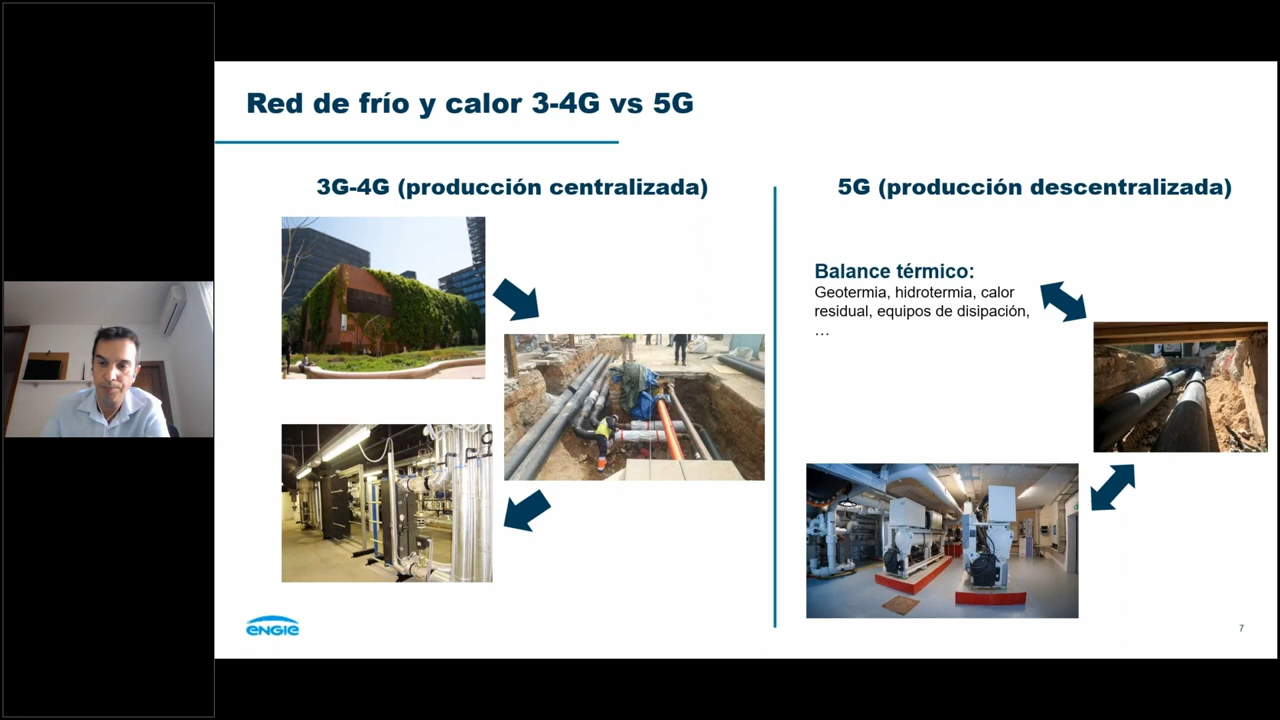 Red de frío y calor 3-4G vs 5G
3G-4G (producción centralizada)
5G (producción descentralizada)
Balance térmico:
Geotermia, hidrotermia, calor
residual, equipos de disipación,
…
ENGIE
7